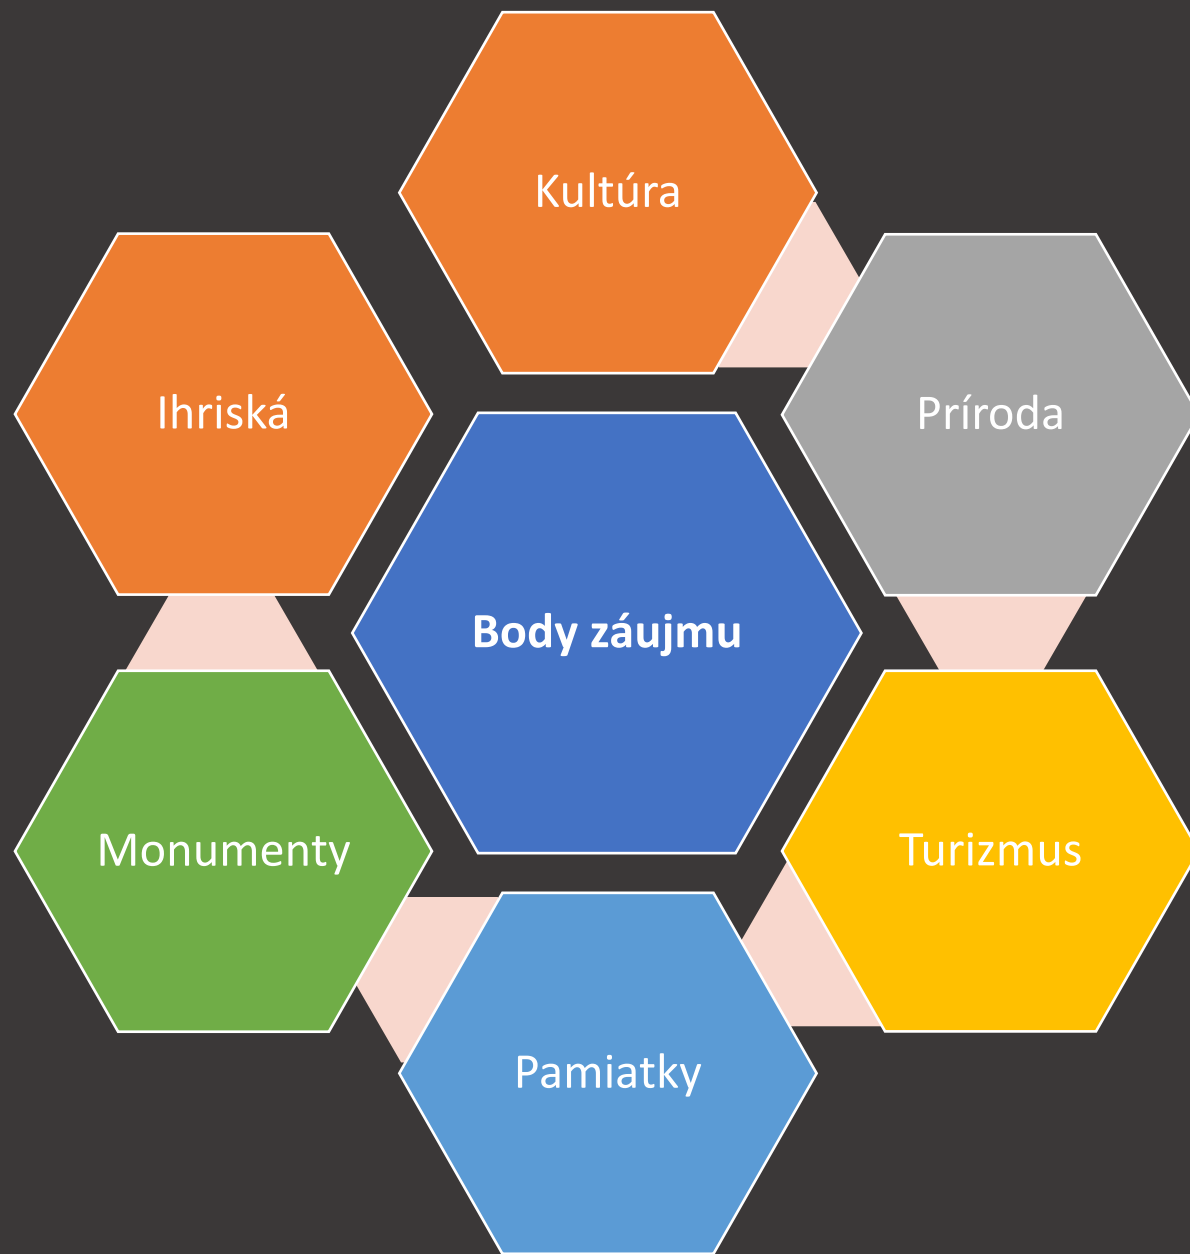 Kultúra
Ihriská
Príroda
Body záujmu
Monumenty
Turizmus
Pamiatky